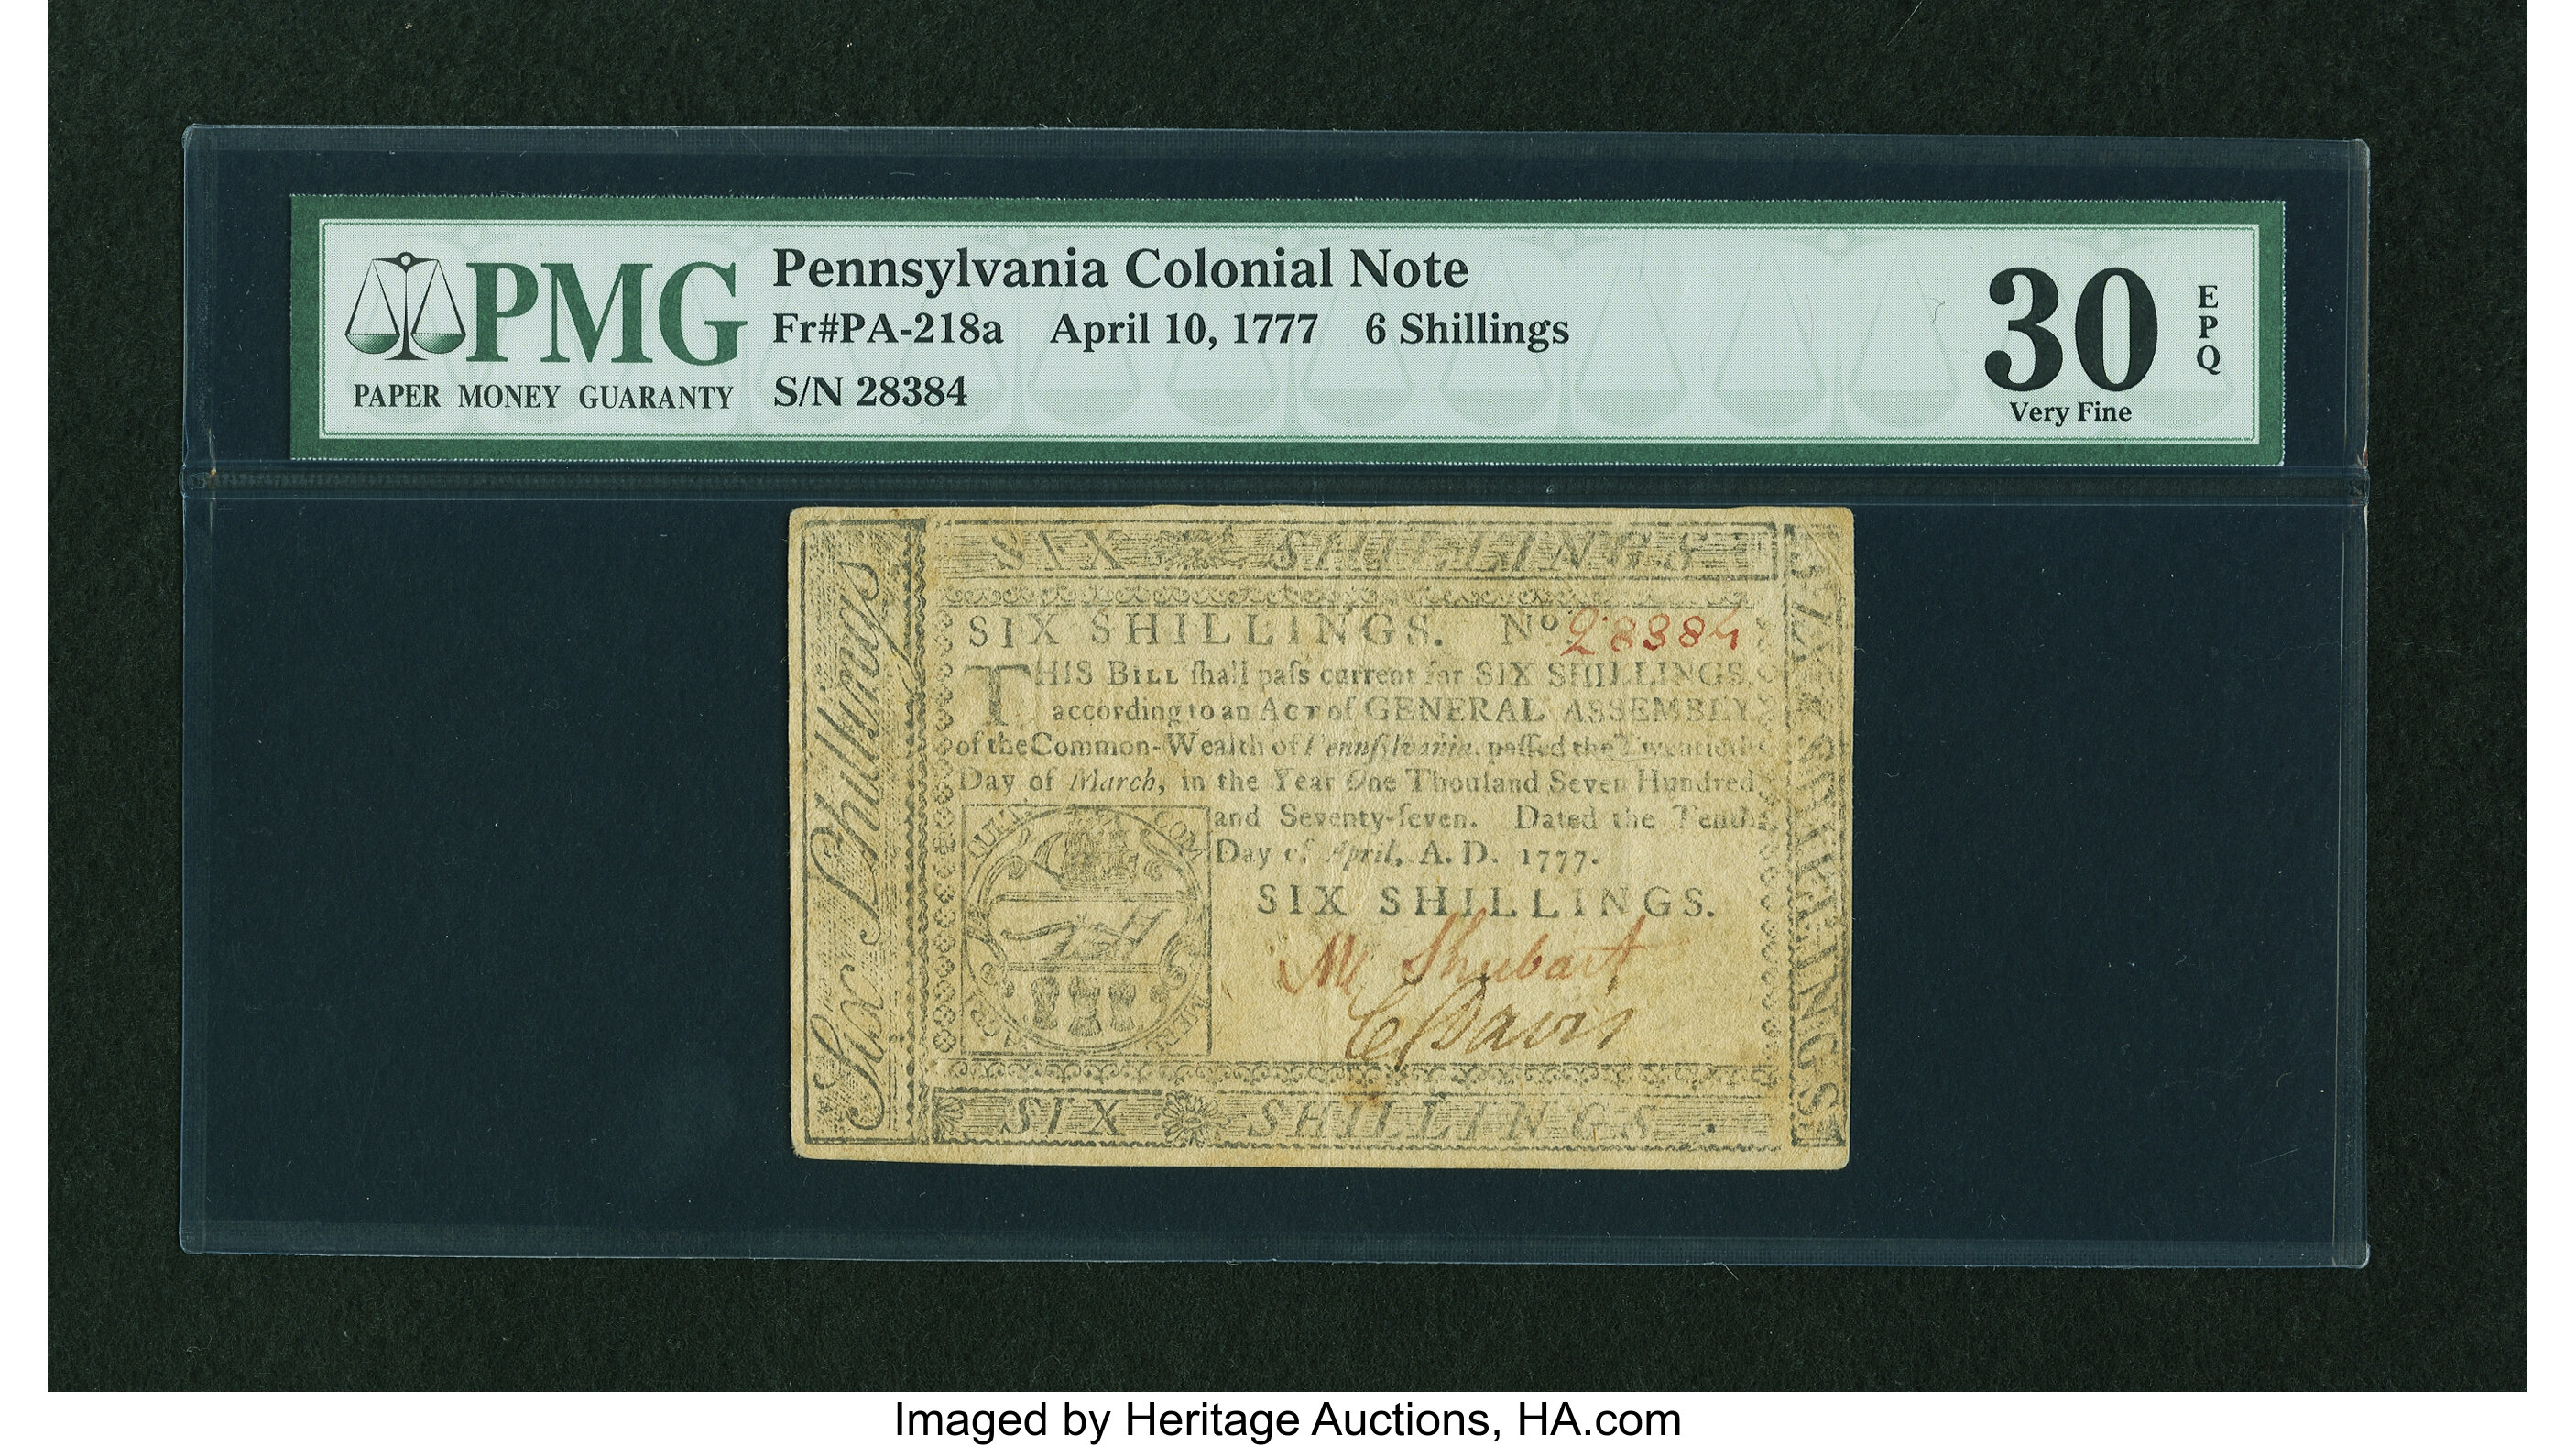 PMG
PAPER MONEY GUARANTY
Pennsylvania Colonial Note
Fr#PA-218a April 10, 1777 6 Shillings
S/N 28384
30
EPQ
Very Fine
SIX SHILLINGS
Six Shillings
SIX SHILLINGS. No. 28384
THIS BILL ſhall paſs current for SIX SHILLINGS,
according to an ACT of GENERAL ASSEMBLY
of the Common-Wealth of Pennſylvania, paſſed the Twentieth
Day of March, in the Year One Thouſand Seven Hundred
and Seventy-ſeven. Dated the Tenth
Day of April, A. D. 1777.
SIX SHILLINGS.
M Shubart
C Davis
SIX SHILLINGS
SIX SHILLINGS
Imaged by Heritage Auctions, HA.com